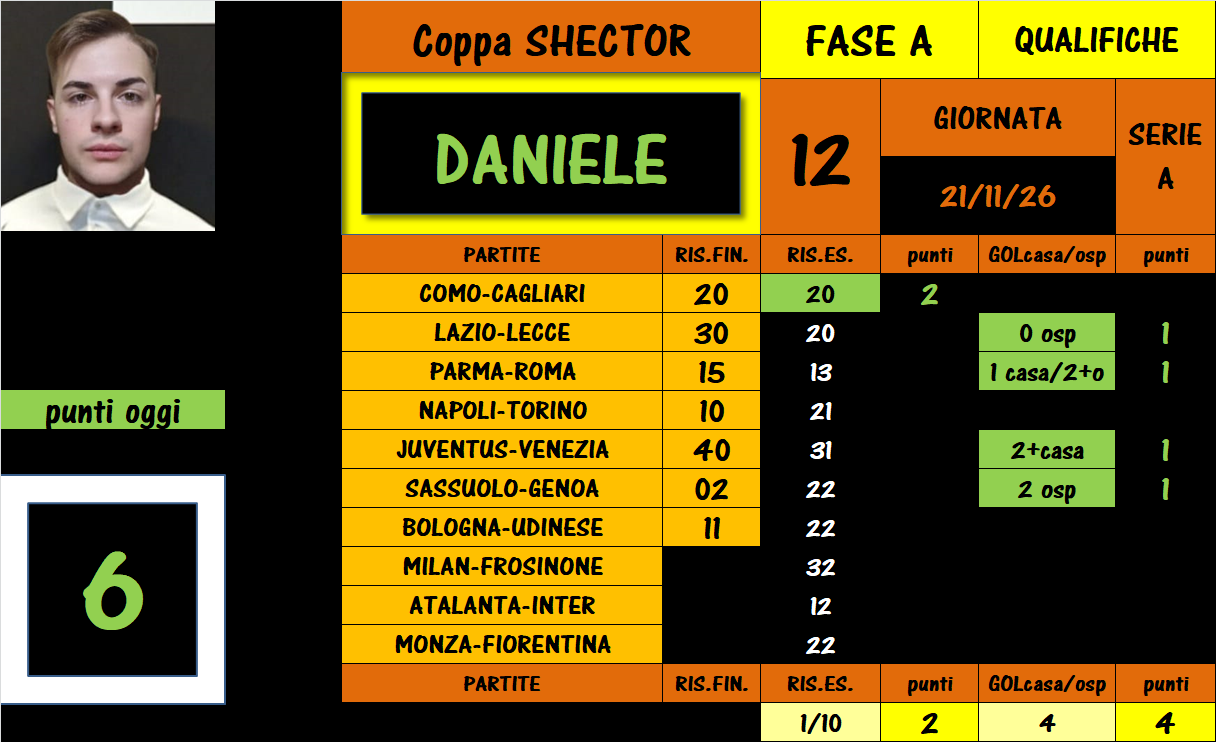 Coppa SHECTOR FASE A QUALIFICHE
DANIELE 12 GIORNATA SERIE A
21/11/26
PARTITE RIS.FIN. RIS.ES. punti GOLcasa/osp punti
COMO-CAGLIARI 20 20 2
LAZIO-LECCE 30 20 0 osp 1
PARMA-ROMA 15 13 1 casa/2+o 1
NAPOLI-TORINO 10 21
JUVENTUS-VENEZIA 40 31 2+casa 1
SASSUOLO-GENOA 02 22 2 osp 1
BOLOGNA-UDINESE 11 22
MILAN-FROSINONE 32
ATALANTA-INTER 12
MONZA-FIORENTINA 22
PARTITE RIS.FIN. RIS.ES. punti GOLcasa/osp punti
1/10 2 4 4
punti oggi
6